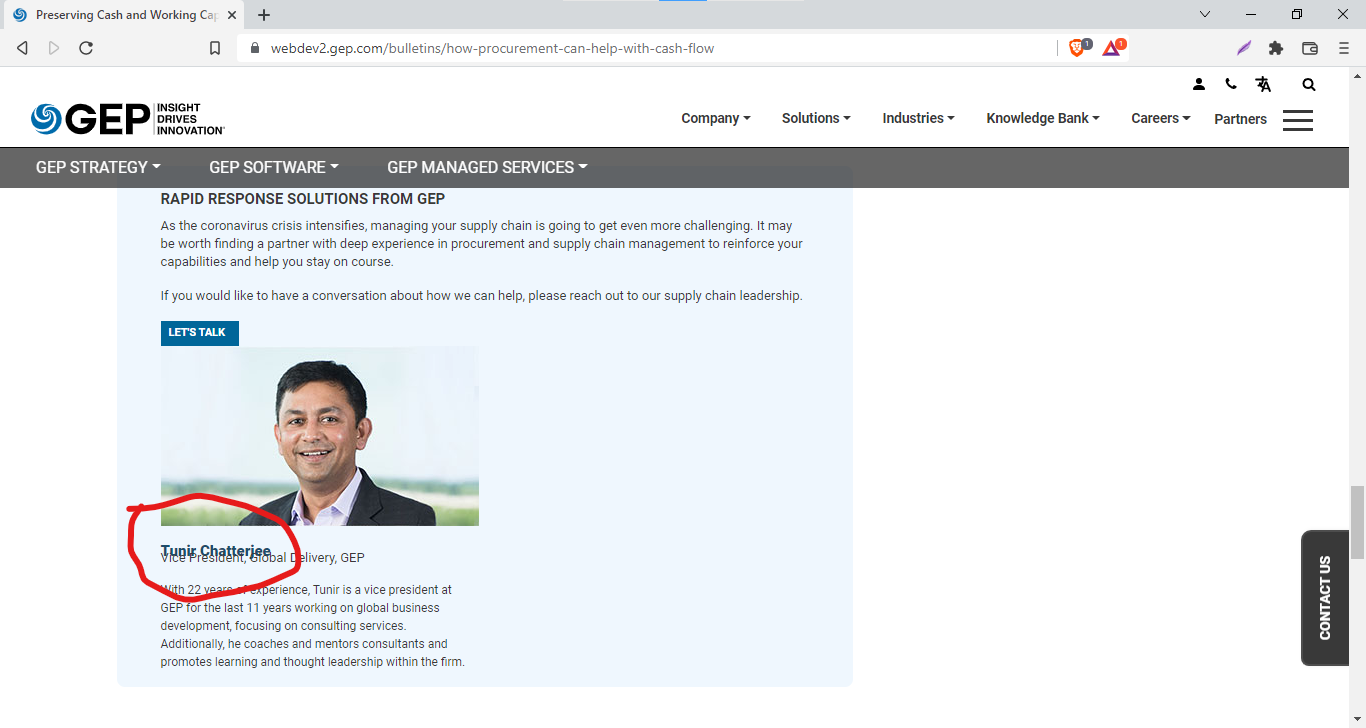 Preserving Cash and Working Cap
webdev2.gep.com/bulletins/how-procurement-can-help-with-cash-flow
1
1
GEP
INSIGHT
DRIVES
INNOVATION
Company
Solutions
Industries
Knowledge Bank
Careers
Partners
GEP STRATEGY
GEP SOFTWARE
GEP MANAGED SERVICES
RAPID RESPONSE SOLUTIONS FROM GEP
As the coronavirus crisis intensifies, managing your supply chain is going to get even more challenging. It may
be worth finding a partner with deep experience in procurement and supply chain management to reinforce your
capabilities and help you stay on course.
If you would like to have a conversation about how we can help, please reach out to our supply chain leadership.
LET'S TALK
Tunir Chatterjee
Vice President, Global Delivery, GEP
With 22 years of experience, Tunir is a vice president at
GEP for the last 11 years working on global business
development, focusing on consulting services.
Additionally, he coaches and mentors consultants and
promotes learning and thought leadership within the firm.
CONTACT US